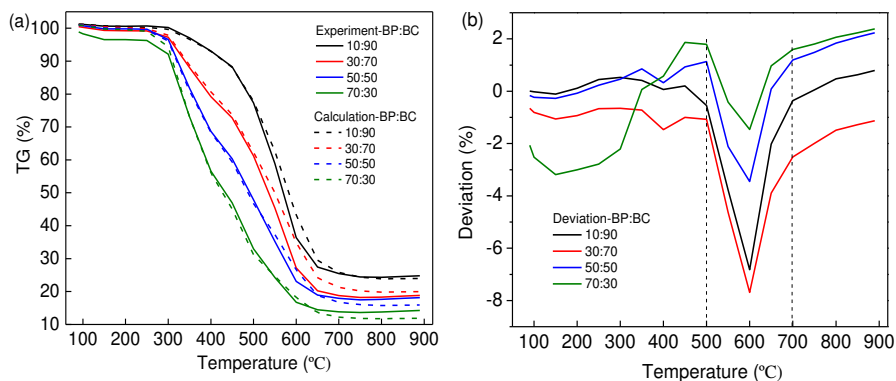 (a)
TG (%)
100
90
80
70
60
50
40
30
20
10
Experiment-BP:BC
10:90
30:70
50:50
70:30
Calculation-BP:BC
10:90
30:70
50:50
70:30
100 200 300 400 500 600 700 800 900
Temperature (ºC)
(b)
Deviation (%)
2
0
-2
-4
-6
-8
Deviation-BP:BC
10:90
30:70
50:50
70:30
100 200 300 400 500 600 700 800 900
Temperature (ºC)